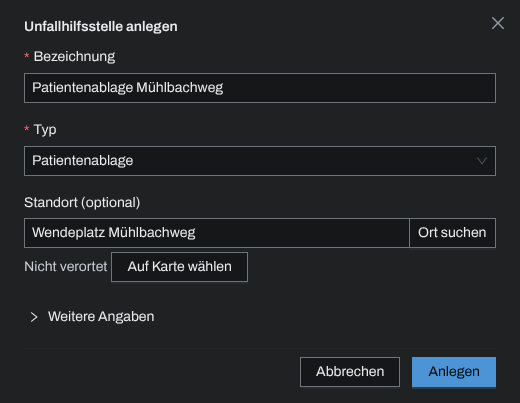 Unfallhilfsstelle anlegen
* Bezeichnung
Patientenablage Mühlbachweg
* Typ
Patientenablage
Standort (optional)
Wendeplatz Mühlbachweg Ort suchen
Nicht verortet Auf Karte wählen
Weitere Angaben
Abbrechen Anlegen